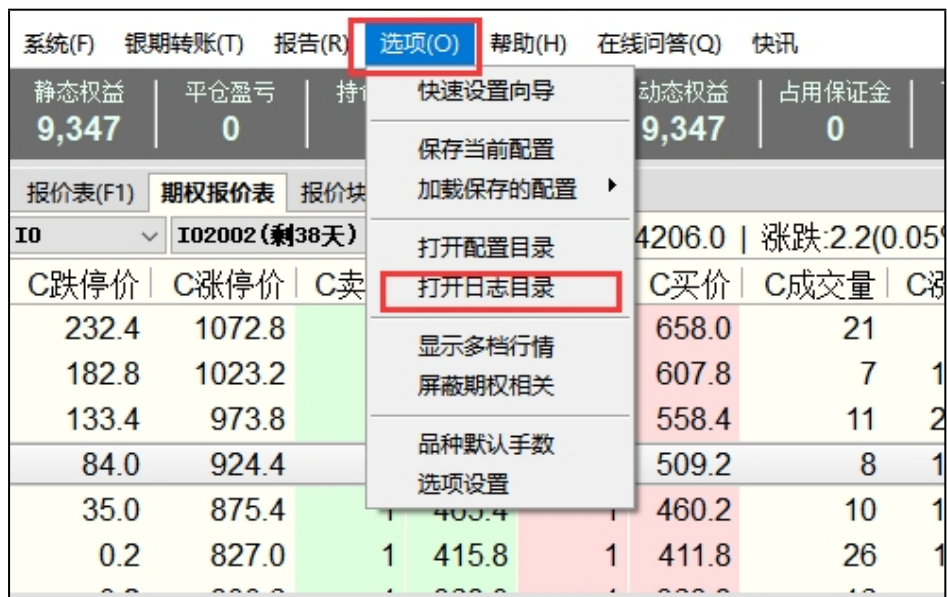 系统(F) 银期转账(T) 报告(R) 选项(O) 帮助(H) 在线问答(Q) 快讯
静态权益 平仓盈亏 动态权益 占用保证金
9,347 0 9,347 0
快速设置向导
保存当前配置
加载保存的配置
打开配置目录
打开日志目录
显示多档行情
屏蔽期权相关
品种默认手数
选项设置
报价表(F1) 期权报价表 报价块
IO IO2002(剩38天) 4206.0 | 涨跌:2.2(0.05%
C跌停价 C涨停价 C卖 C买价 C成交量
232.4 1072.8 658.0 21
182.8 1023.2 607.8 7 1
133.4 973.8 558.4 11 2
84.0 924.4 509.2 8 1
35.0 875.4 1 465.4 1 460.2 10 1
0.2 827.0 1 415.8 1 411.8 26 1